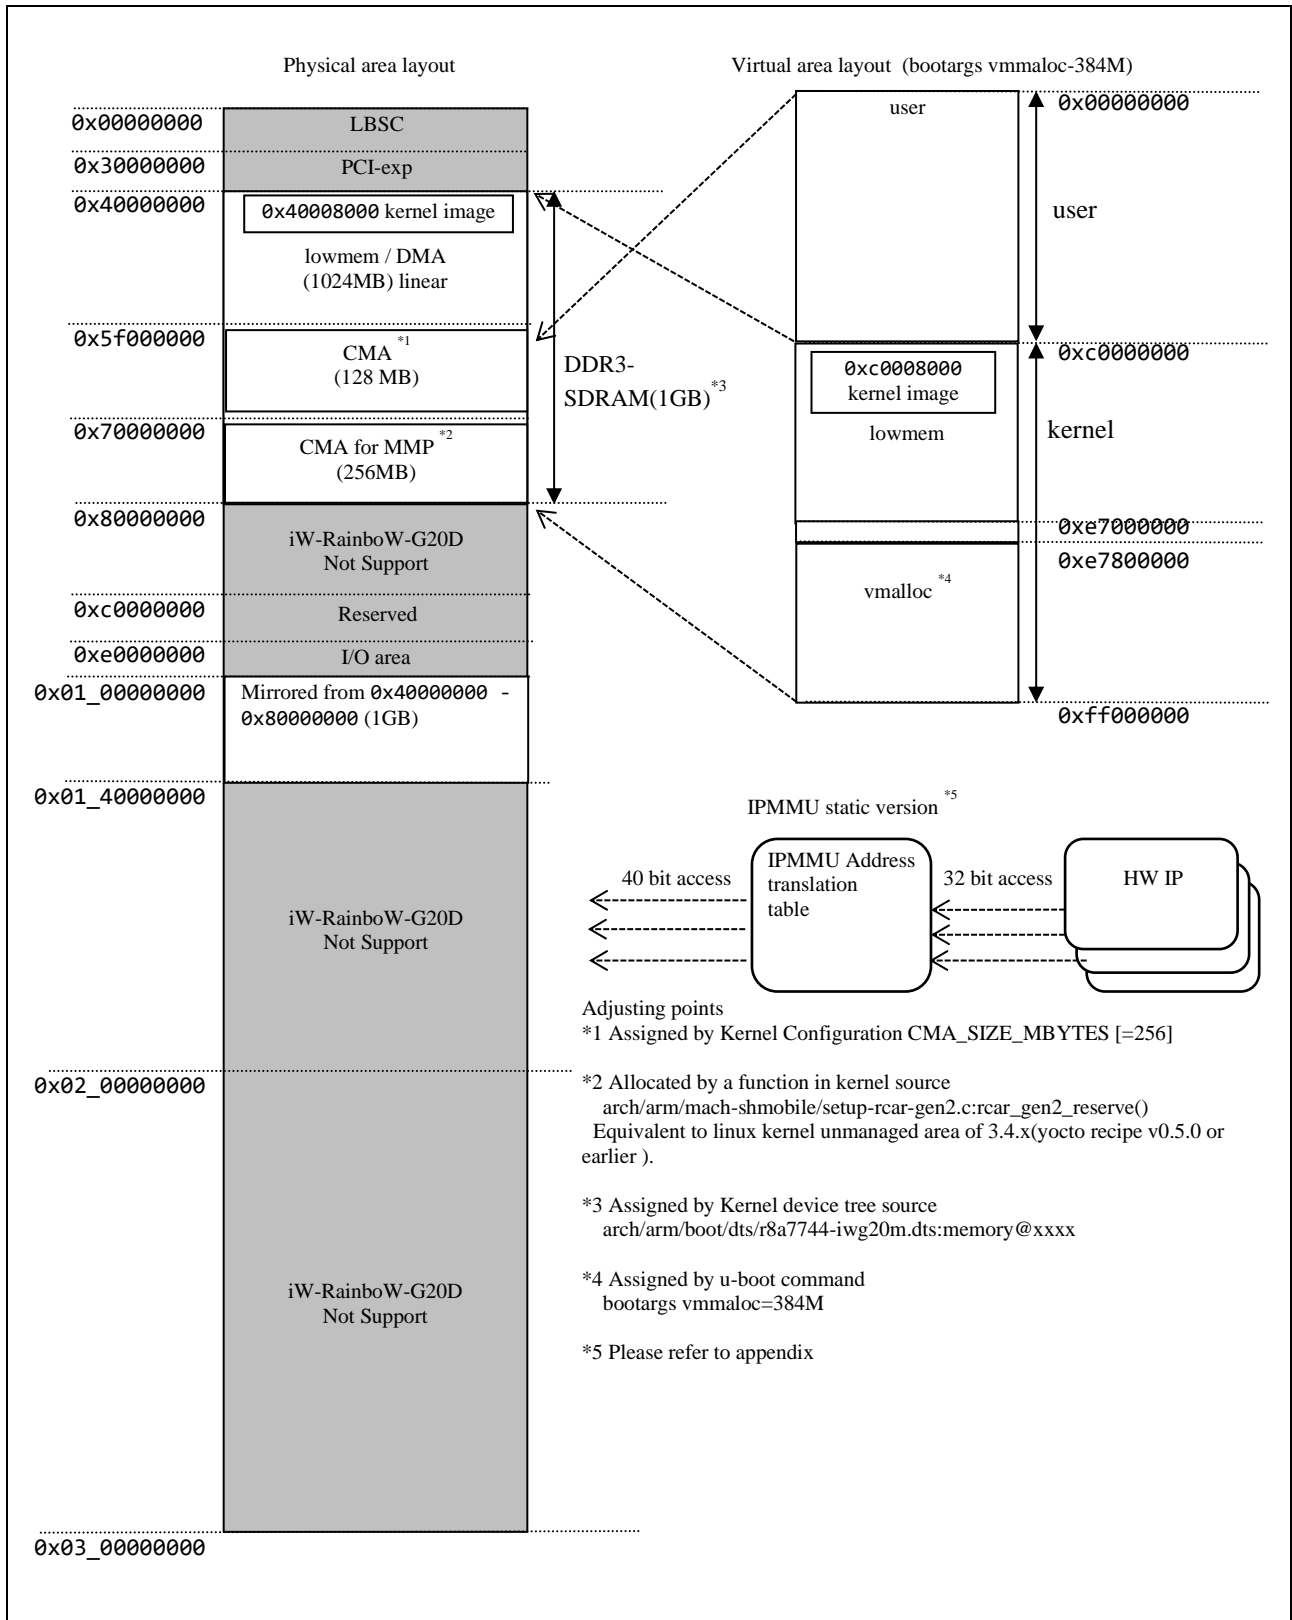 Physical area layout
0x00000000
LBSC
0x30000000
PCI-exp
0x40000000
0x40008000 kernel image
lowmem / DMA
(1024MB) linear
0x5f000000
CMA *1
(128 MB)
DDR3-
SDRAM(1GB) *3
0x70000000
CMA for MMP *2
(256MB)
0x80000000
iW-RainboW-G20D
Not Support
0xc0000000
Reserved
0xe0000000
I/O area
0x01_00000000
Mirrored from 0x40000000 -
0x80000000 (1GB)
0x01_40000000
iW-RainboW-G20D
Not Support
0x02_00000000
iW-RainboW-G20D
Not Support
0x03_00000000
Virtual area layout (bootargs vmmaloc-384M)
user
0x00000000
user
0xc0000000
0xc0008000
kernel image
lowmem
kernel
0xe7000000
0xe7800000
vmalloc *4
0xff000000
IPMMU static version *5
40 bit access
IPMMU Address
translation
table
32 bit access
HW IP
Adjusting points
*1 Assigned by Kernel Configuration CMA_SIZE_MBYTES [=256]
*2 Allocated by a function in kernel source
arch/arm/mach-shmobile/setup-rcar-gen2.c:rcar_gen2_reserve()
Equivalent to linux kernel unmanaged area of 3.4.x(yocto recipe v0.5.0 or
earlier ).
*3 Assigned by Kernel device tree source
arch/arm/boot/dts/r8a7744-iwg20m.dts:memory@xxxx
*4 Assigned by u-boot command
bootargs vmmaloc=384M
*5 Please refer to appendix